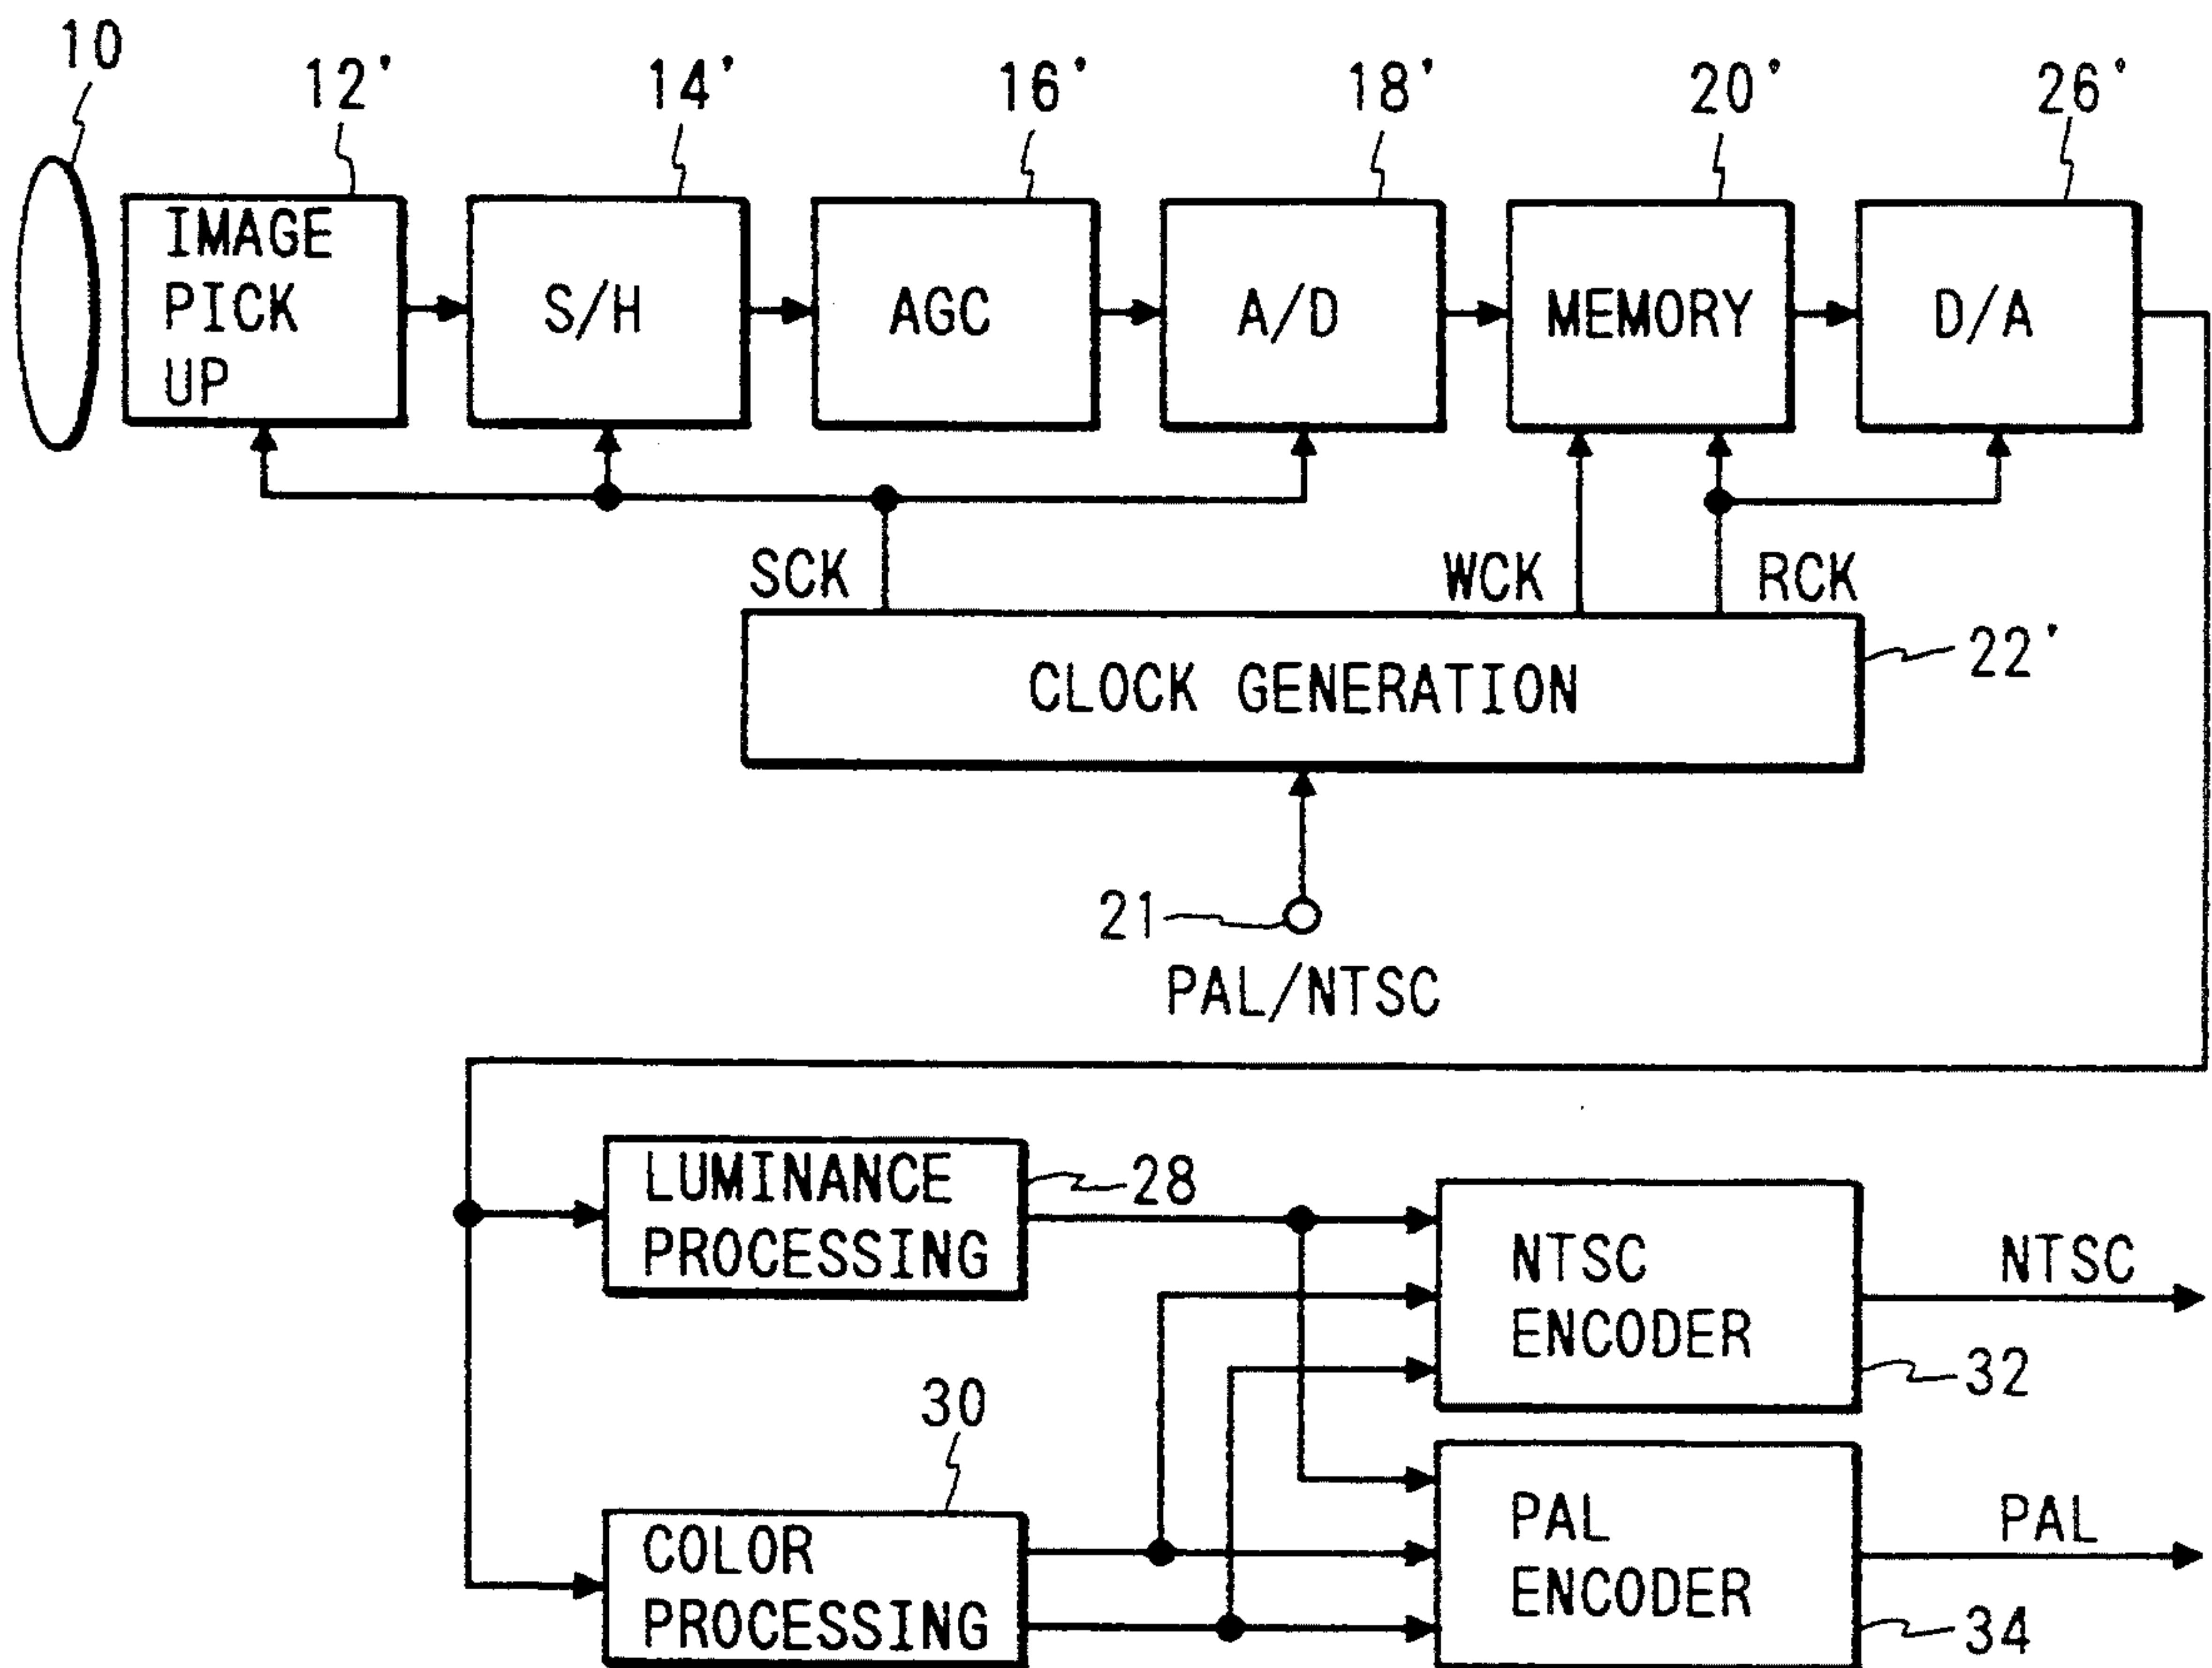 10
12'
14'
16'
18'
20'
26'
IMAGE
PICK
UP
S/H
AGC
A/D
MEMORY
D/A
SCK
WCK
RCK
CLOCK GENERATION
22'
21
PAL/NTSC
LUMINANCE
PROCESSING
28
NTSC
ENCODER
NTSC
32
30
COLOR
PROCESSING
PAL
ENCODER
PAL
34